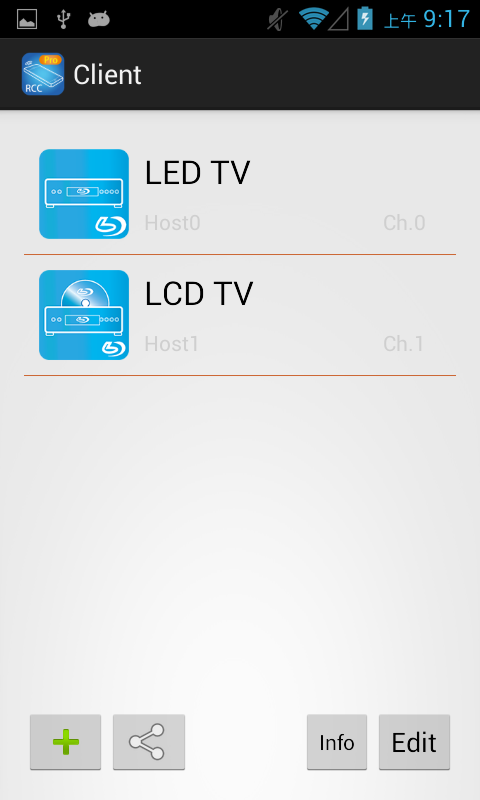 上午 9:17
Pro
RCC
Client
LED TV
Host0 Ch.0
LCD TV
Host1 Ch.1
Info Edit